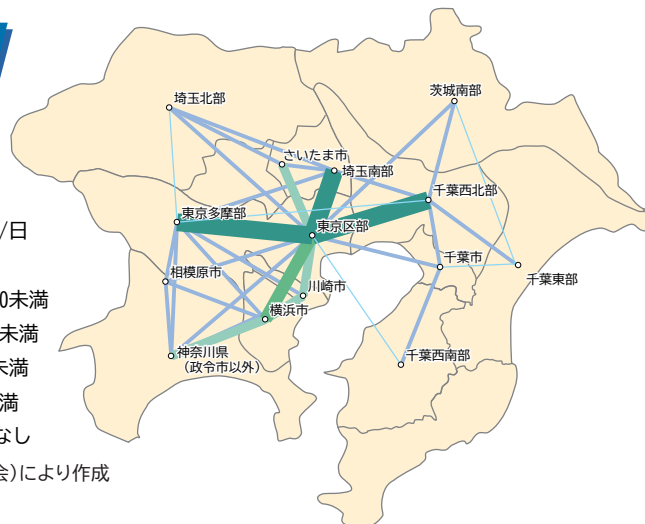 埼玉北部
茨城南部
さいたま市
埼玉南部
千葉西北部
東京多摩部
東京区部
/日
千葉市
千葉東部
相模原市
川崎市
0未満
横浜市
未満
神奈川県
(政令市以外)
千葉西南部
未満
満
なし
会)により作成